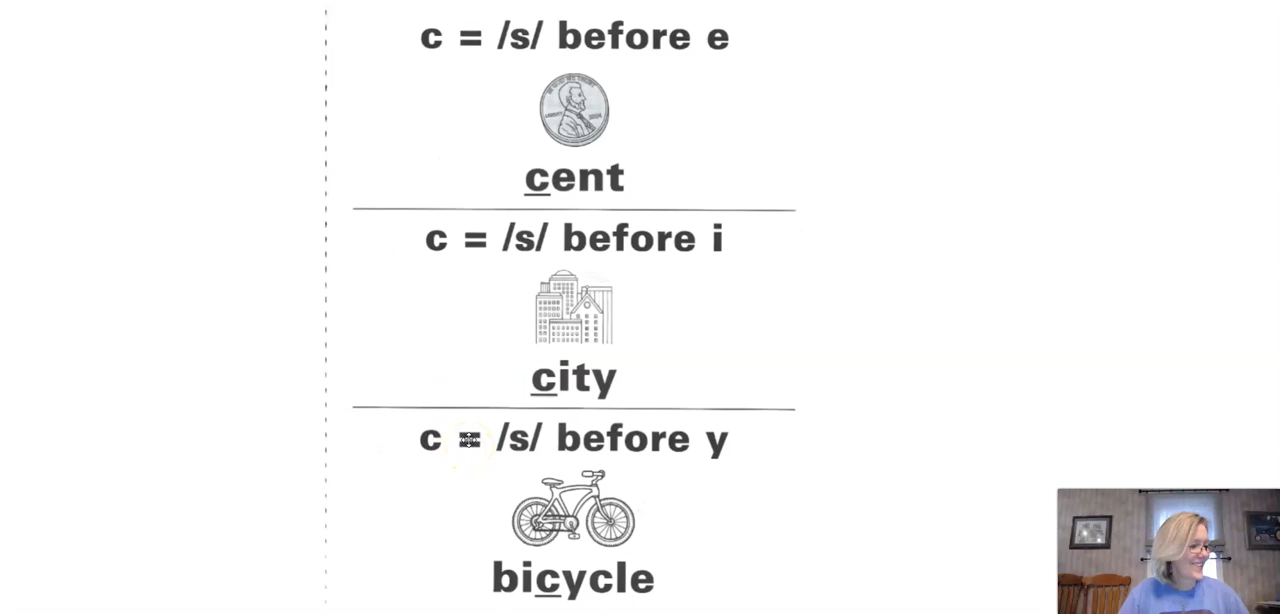 c = /s/ before e
cent
c = /s/ before i
city
c = /s/ before y
bicycle